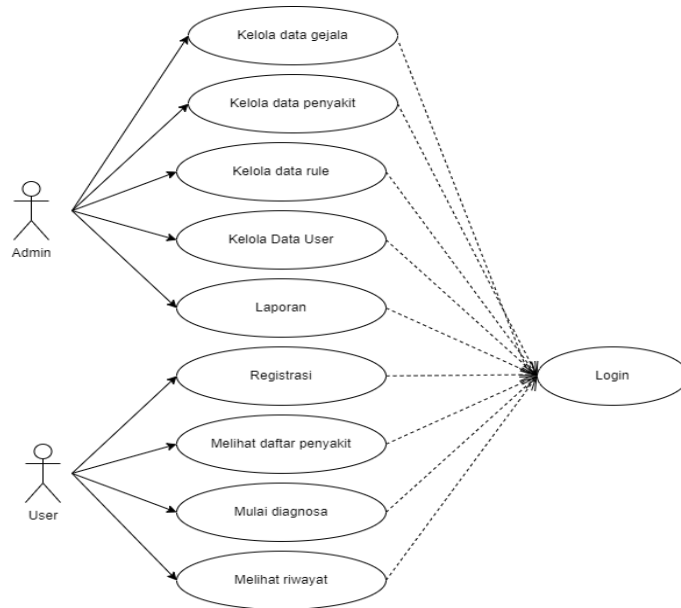 Kelola data gejala
Kelola data penyakit
Kelola data rule
Admin
Kelola Data User
Laporan
Login
Registrasi
Melihat daftar penyakit
User
Mulai diagnosa
Melihat riwayat